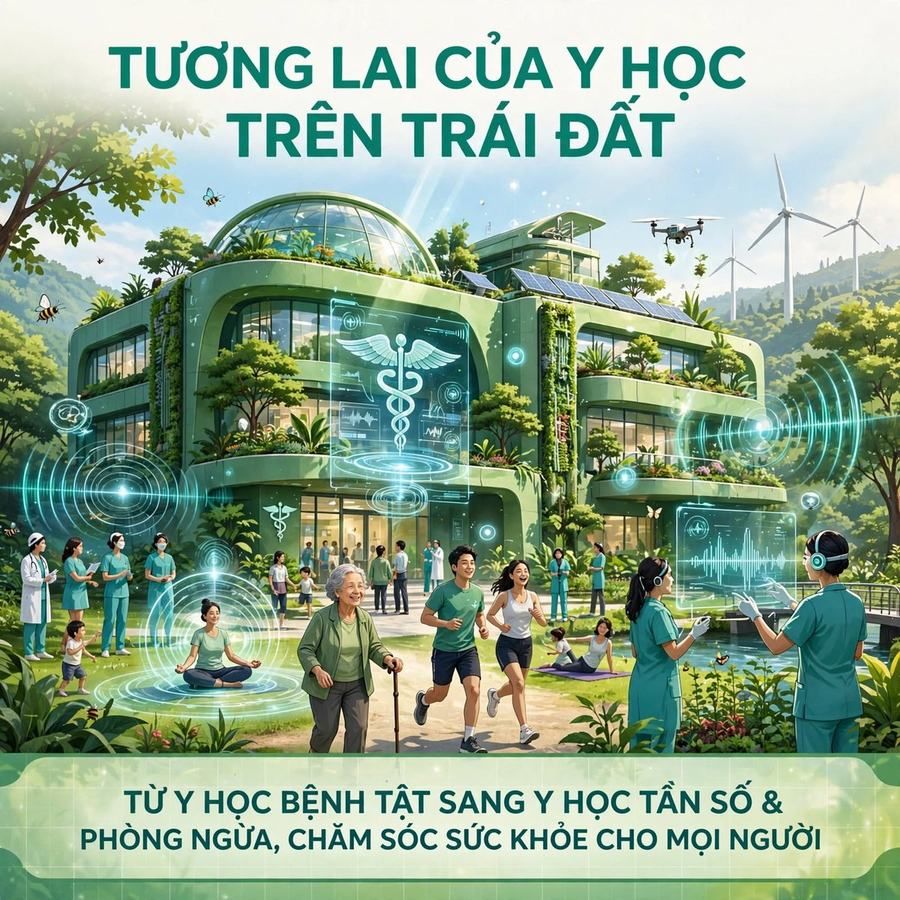 TƯƠNG LAI CỦA Y HỌC
TRÊN TRÁI ĐẤT
TỪ Y HỌC BỆNH TẬT SANG Y HỌC TẦN SỐ &
PHÒNG NGỪA, CHĂM SÓC SỨC KHỎE CHO MỌI NGƯỜI